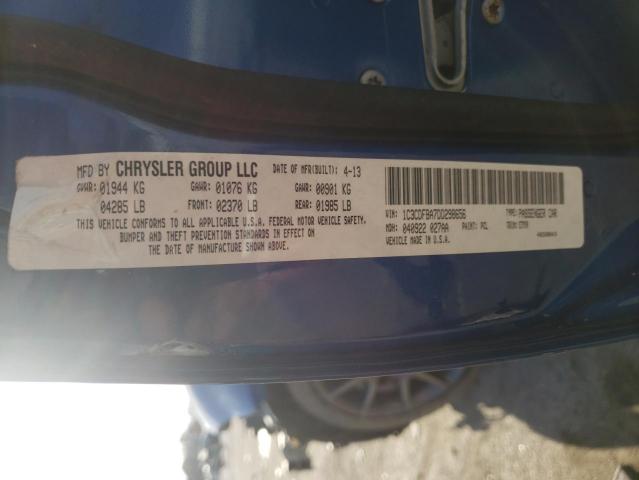 MFD BY CHRYSLER GROUP LLC DATE OF MFR(BUILT): 4-13
GVWR: 01944 KG GAWR: 01076 KG GAWR: 00901 KG
04285 LB FRONT: 02370 LB REAR: 01985 LB
THIS VEHICLE CONFORMS TO ALL APPLICABLE U.S.A. FEDERAL MOTOR VEHICLE SAFETY,
BUMPER AND THEFT PREVENTION STANDARDS IN EFFECT ON
THE DATE OF MANUFACTURE SHOWN ABOVE.
VIN: 1C3CDFBA7DD298656 TYPE: PASSENGER CAR
MDH: 040922 027AA PAINT: PCL TRIM:
VEHICLE MADE IN U.S.A.